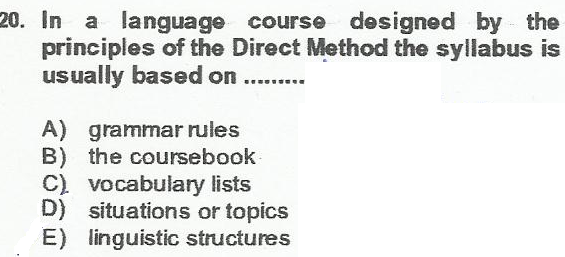 20. In a language course designed by the
principles of the Direct Method the syllabus is
usually based on .........
A) grammar rules
B) the coursebook
C) vocabulary lists
D) situations or topics
E) linguistic structures